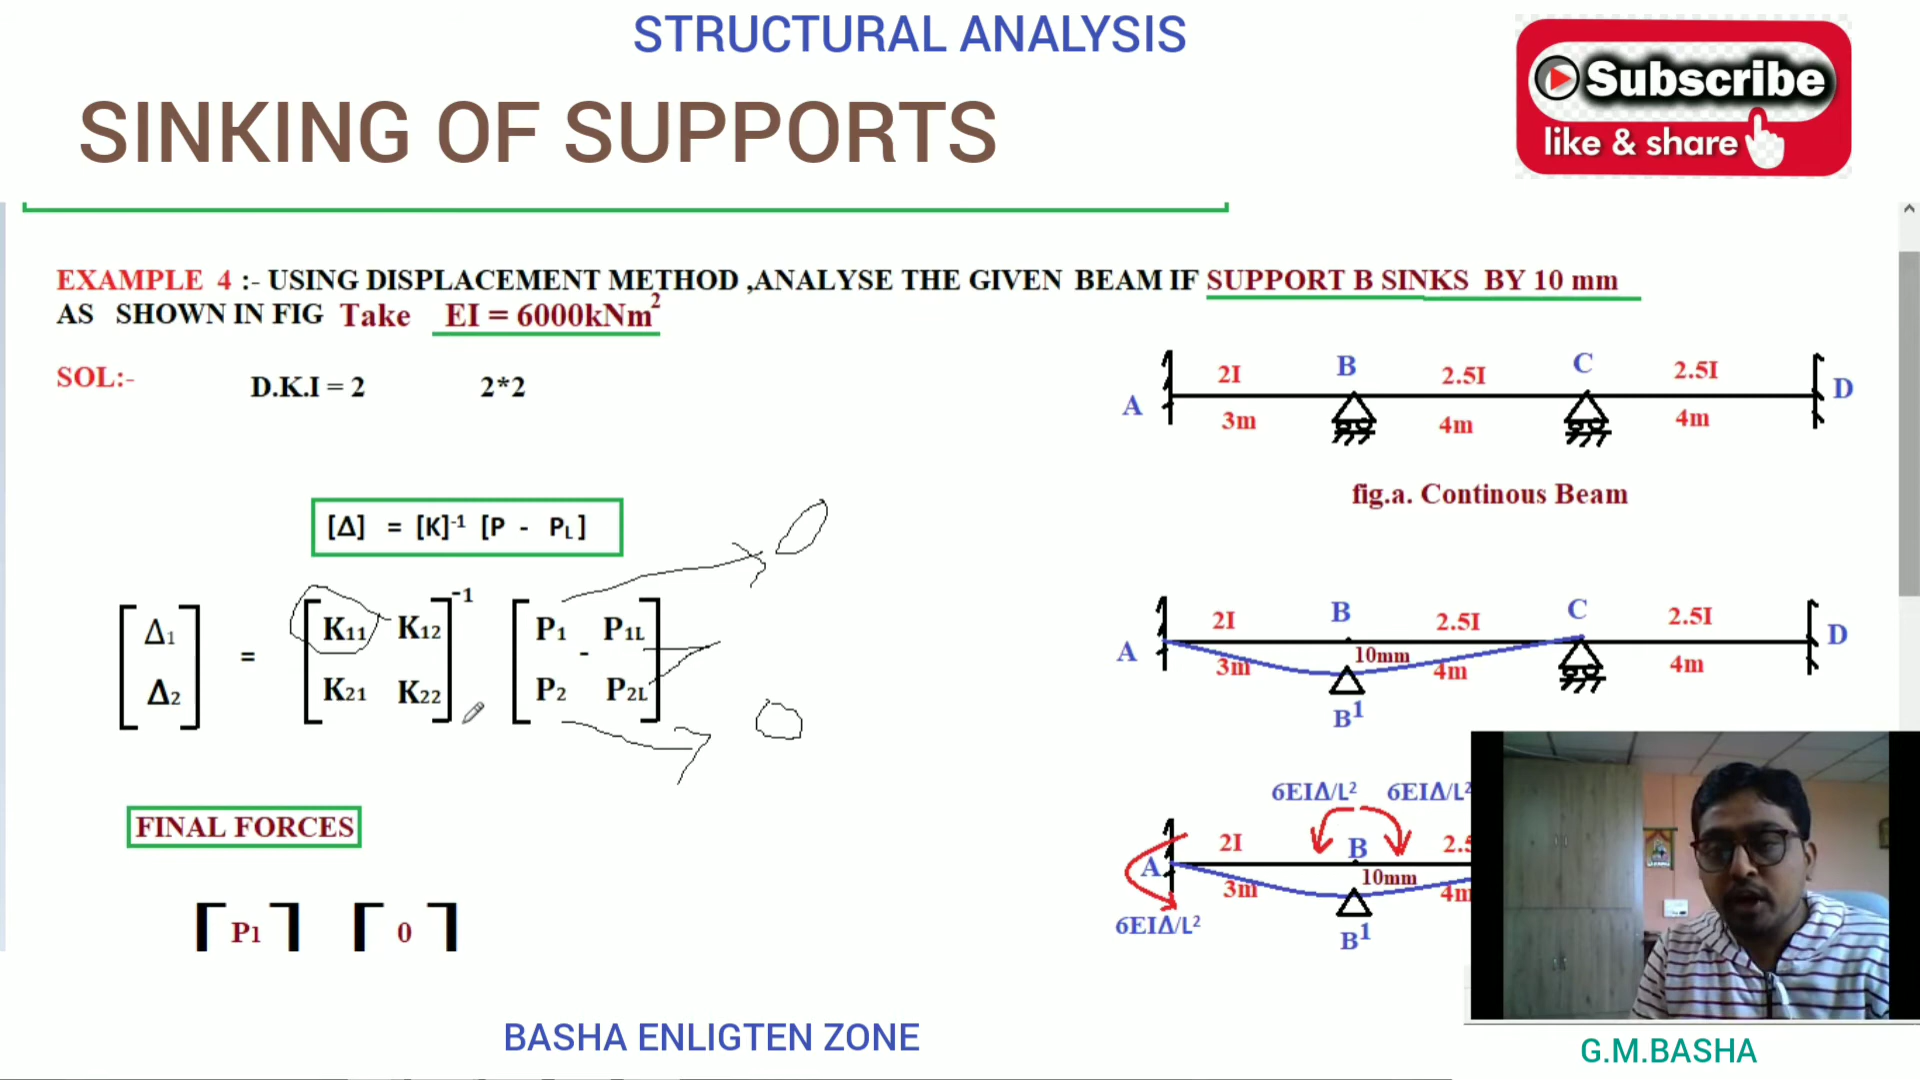 STRUCTURAL ANALYSIS
SINKING OF SUPPORTS
Subscribe
like & share
EXAMPLE 4 :- USING DISPLACEMENT METHOD ,ANALYSE THE GIVEN BEAM IF SUPPORT B SINKS BY 10 mm
AS SHOWN IN FIG Take EI = 6000kNm²
SOL:-
D.K.I = 2 2*2
[Δ] = [K]⁻¹ [P - PL]
Δ1 = K11 K12 -1 P1 P1L
-
Δ2 K21 K22 P2 P2L
FINAL FORCES
P1 0
A 2I B 2.5I C 2.5I D
3m 4m 4m
fig.a. Continous Beam
A 2I B 2.5I C 2.5I D
3m 10mm 4m 4m
B¹
6EIΔ/L² 6EIΔ/L²
A 2I B 2.5
3m 10mm 4m
6EIΔ/L² B¹
BASHA ENLIGTEN ZONE
G.M.BASHA